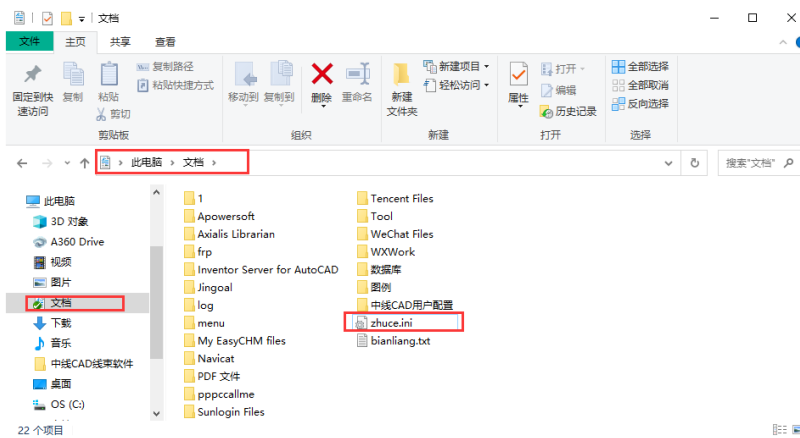 文档
文件 主页 共享 查看
固定到快速访问
复制
粘贴
复制路径
粘贴快捷方式
剪切
剪贴板
移动到
复制到
删除
重命名
组织
新建文件夹
新建项目
轻松访问
新建
属性
打开
编辑
历史记录
打开
全部选择
全部取消
反向选择
选择
此电脑 > 文档 >
搜索"文档"
此电脑
3D 对象
A360 Drive
视频
图片
文档
下载
音乐
中线CAD线束软件
桌面
OS (C:)
1
Apowersoft
Axialis Librarian
frp
Inventor Server for AutoCAD
Jingoal
log
menu
My EasyCHM files
Navicat
PDF 文件
pppccallme
Sunlogin Files
Tencent Files
Tool
WeChat Files
WXWork
数据库
图例
中线CAD用户配置
zhuce.ini
bianliang.txt
22 个项目